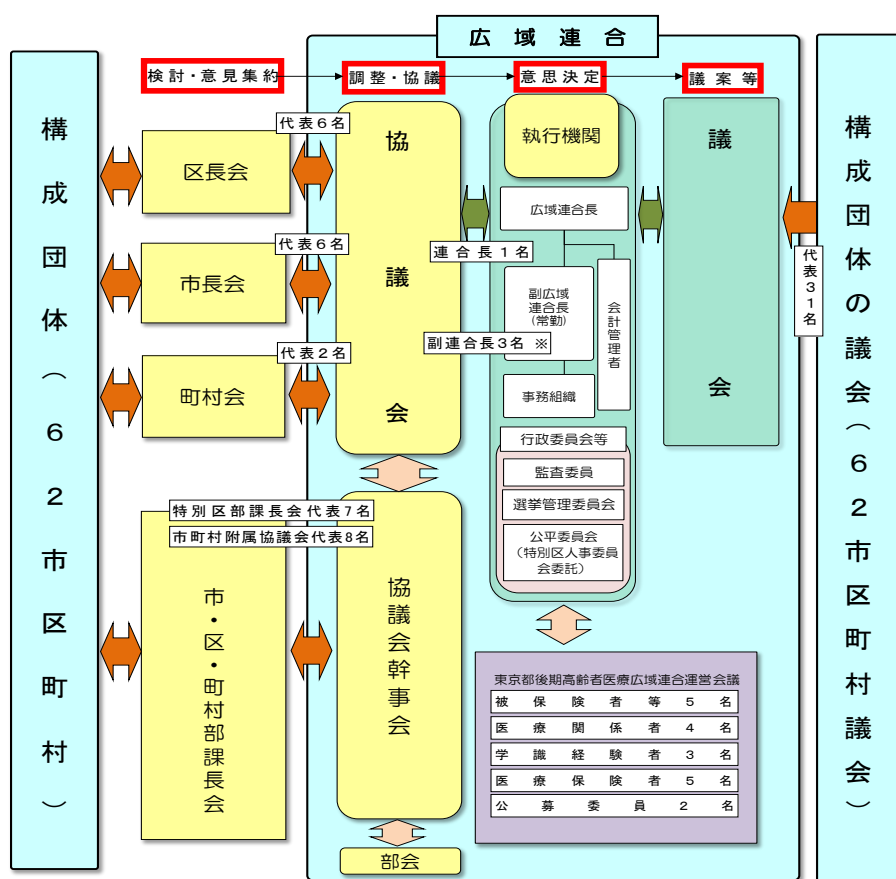 広域連合
検討・意見集約
調整・協議
意思決定
議案等
構成団体（62市区町村）
区長会
代表6名
市長会
代表6名
町村会
代表2名
特別区部課長会代表7名
市町村附属協議会代表8名
市・区・町村部課長会
協議会
協議会幹事会
部会
連合長1名
副連合長3名 ※
執行機関
広域連合長
副広域
連合長
(常勤)
会計管理者
事務組織
行政委員会等
監査委員
選挙管理委員会
公平委員会
（特別区人事委員
会委託）
東京都後期高齢者医療広域連合運営会議
被保険者等5名
医療関係者4名
学識経験者3名
医療保険者5名
公募委員2名
議会
代表31名
構成団体の議会（62市区町村議会）